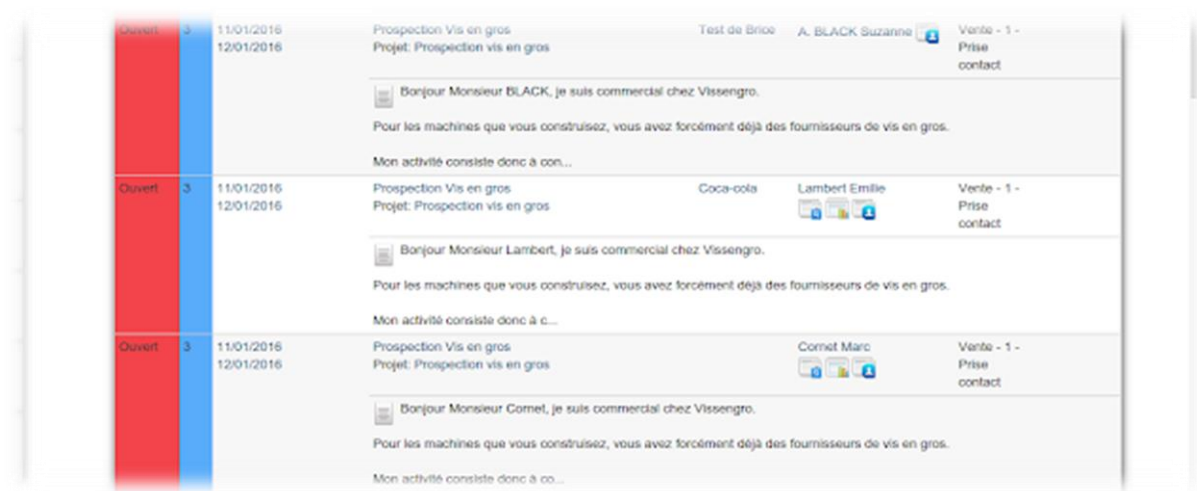 Ouvert 3 11/01/2016 Prospection Vis en gros Test de Brice A. BLACK Suzanne Vente - 1 -
12/01/2016 Projet: Prospection vis en gros Prise
contact
Bonjour Monsieur BLACK, je suis commercial chez Vissengro.
Pour les machines que vous construisez, vous avez forcément déjà des fournisseurs de vis en gros.
Mon activité consiste donc à con...
Ouvert 3 11/01/2016 Prospection Vis en gros Coca-cola Lambert Emilie Vente - 1 -
12/01/2016 Projet: Prospection vis en gros Prise
contact
Bonjour Monsieur Lambert, je suis commercial chez Vissengro.
Pour les machines que vous construisez, vous avez forcément déjà des fournisseurs de vis en gros.
Mon activité consiste donc à c...
Ouvert 3 11/01/2016 Prospection Vis en gros Cornet Marc Vente - 1 -
12/01/2016 Projet: Prospection vis en gros Prise
contact
Bonjour Monsieur Cornet, je suis commercial chez Vissengro.
Pour les machines que vous construisez, vous avez forcément déjà des fournisseurs de vis en gros.
Mon activité consiste donc à co...